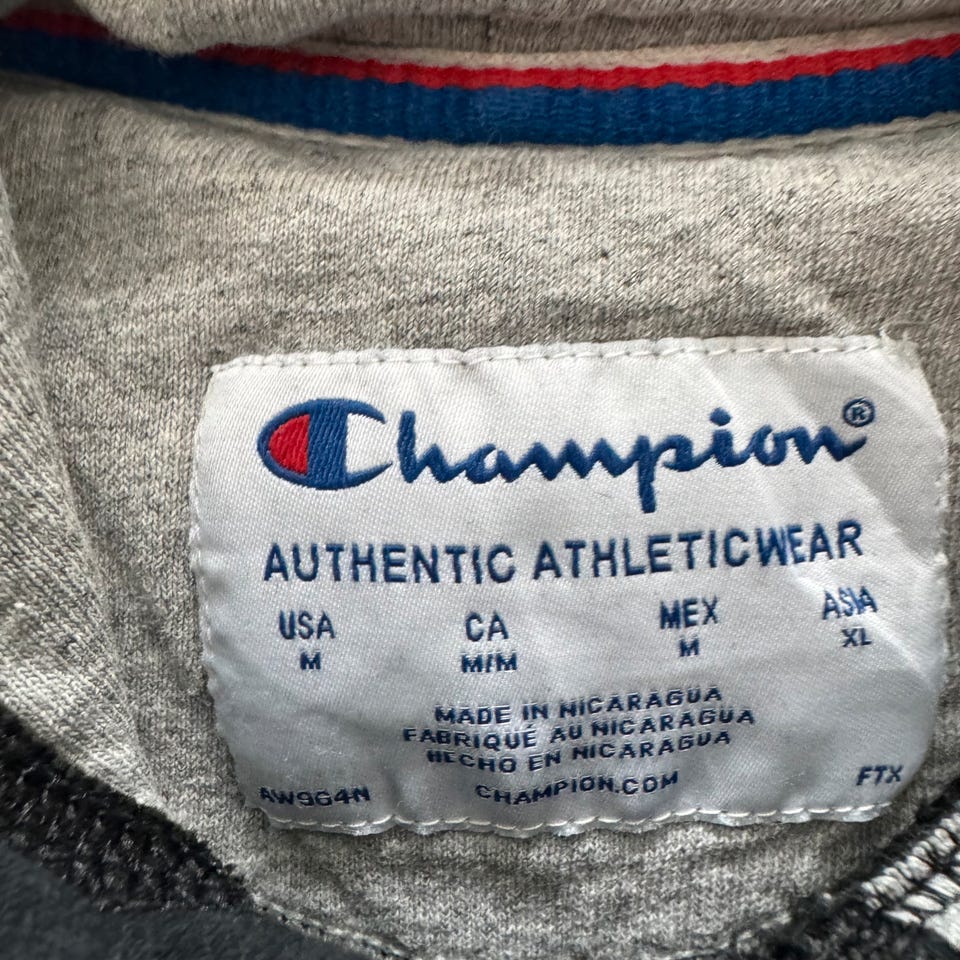 Champion®
AUTHENTIC ATHLETICWEAR
USA CA MEX ASIA
M M/M M XL
MADE IN NICARAGUA
FABRIQUÉ AU NICARAGUA
HECHO EN NICARAGUA
AW964N CHAMPION.COM FTX